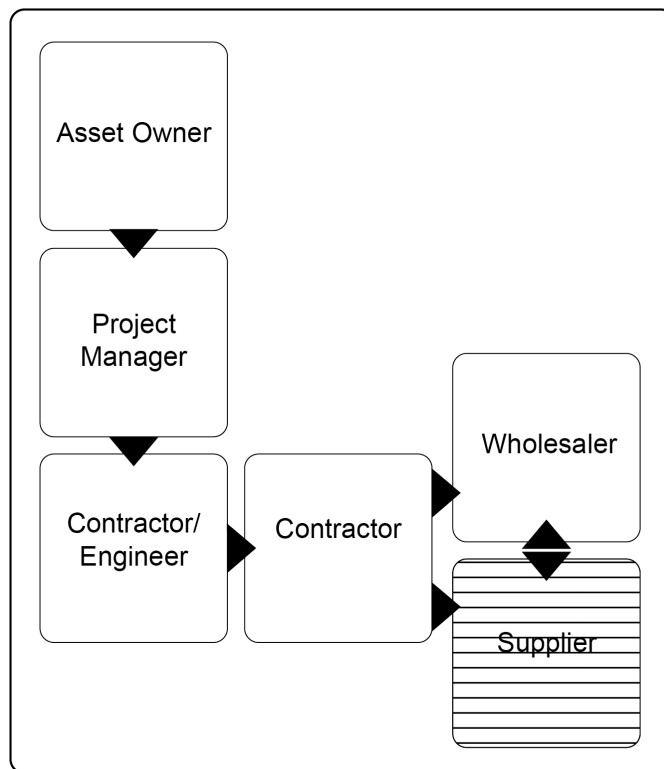 Asset Owner
Project
Manager
Contractor/
Engineer
Contractor
Wholesaler
Supplier